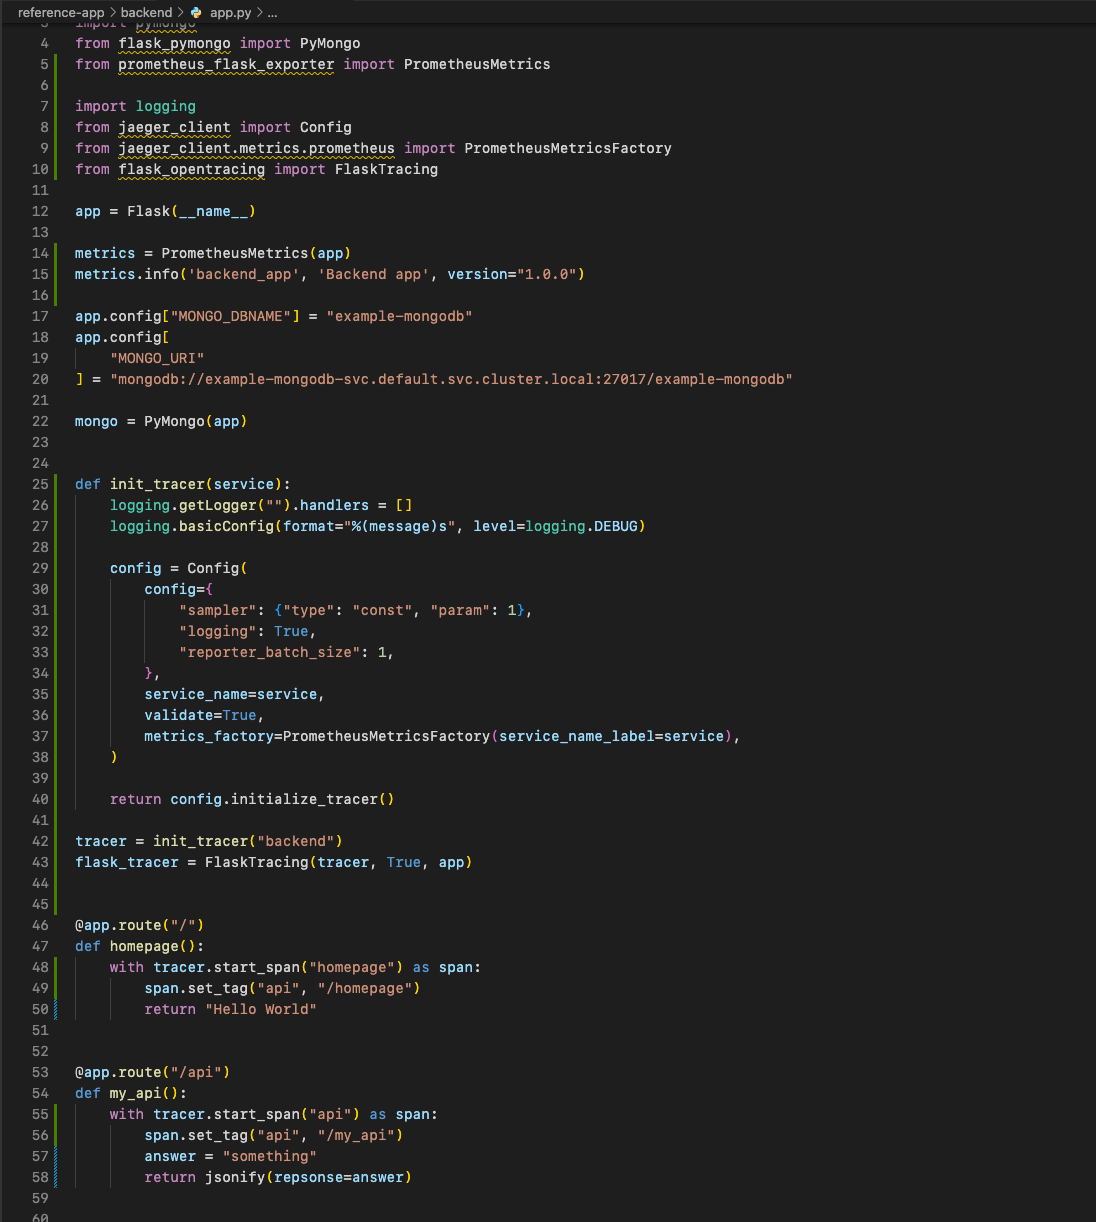 reference-app > backend > app.py > ...
3 import pymongo
4 from flask_pymongo import PyMongo
5 from prometheus_flask_exporter import PrometheusMetrics
6
7 import logging
8 from jaeger_client import Config
9 from jaeger_client.metrics.prometheus import PrometheusMetricsFactory
10 from flask_opentracing import FlaskTracing
11
12 app = Flask(__name__)
13
14 metrics = PrometheusMetrics(app)
15 metrics.info('backend_app', 'Backend app', version="1.0.0")
16
17 app.config["MONGO_DBNAME"] = "example-mongodb"
18 app.config[
19     "MONGO_URI"
20 ] = "mongodb://example-mongodb-svc.default.svc.cluster.local:27017/example-mongodb"
21
22 mongo = PyMongo(app)
23
24
25 def init_tracer(service):
26     logging.getLogger("").handlers = []
27     logging.basicConfig(format="%(message)s", level=logging.DEBUG)
28
29     config = Config(
30         config={
31             "sampler": {"type": "const", "param": 1},
32             "logging": True,
33             "reporter_batch_size": 1,
34         },
35         service_name=service,
36         validate=True,
37         metrics_factory=PrometheusMetricsFactory(service_name_label=service),
38     )
39
40     return config.initialize_tracer()
41
42 tracer = init_tracer("backend")
43 flask_tracer = FlaskTracing(tracer, True, app)
44
45
46 @app.route("/")
47 def homepage():
48     with tracer.start_span("homepage") as span:
49         span.set_tag("api", "/homepage")
50         return "Hello World"
51
52
53 @app.route("/api")
54 def my_api():
55     with tracer.start_span("api") as span:
56         span.set_tag("api", "/my_api")
57         answer = "something"
58         return jsonify(repsonse=answer)
59
60